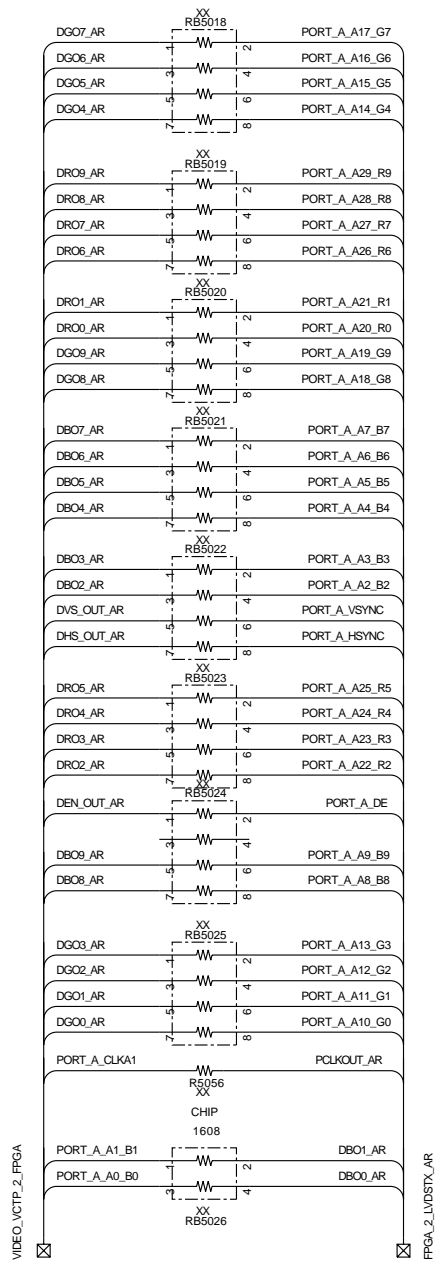 XX
RB5018
DGO7_AR 1 2 PORT_A_A17_G7
DGO6_AR 3 4 PORT_A_A16_G6
DGO5_AR 5 6 PORT_A_A15_G5
DGO4_AR 7 8 PORT_A_A14_G4
XX
RB5019
DRO9_AR 1 2 PORT_A_A29_R9
DRO8_AR 3 4 PORT_A_A28_R8
DRO7_AR 5 6 PORT_A_A27_R7
DRO6_AR 7 8 PORT_A_A26_R6
XX
RB5020
DRO1_AR 1 2 PORT_A_A21_R1
DRO0_AR 3 4 PORT_A_A20_R0
DGO9_AR 5 6 PORT_A_A19_G9
DGO8_AR 7 8 PORT_A_A18_G8
XX
RB5021
DBO7_AR 1 2 PORT_A_A7_B7
DBO6_AR 3 4 PORT_A_A6_B6
DBO5_AR 5 6 PORT_A_A5_B5
DBO4_AR 7 8 PORT_A_A4_B4
XX
RB5022
DBO3_AR 1 2 PORT_A_A3_B3
DBO2_AR 3 4 PORT_A_A2_B2
DVS_OUT_AR 5 6 PORT_A_VSYNC
DHS_OUT_AR 7 8 PORT_A_HSYNC
XX
RB5023
DRO5_AR 1 2 PORT_A_A25_R5
DRO4_AR 3 4 PORT_A_A24_R4
DRO3_AR 5 6 PORT_A_A23_R3
DRO2_AR 7 8 PORT_A_A22_R2
XX
RB5024
DEN_OUT_AR 1 2 PORT_A_DE
3 4
DBO9_AR 5 6 PORT_A_A9_B9
DBO8_AR 7 8 PORT_A_A8_B8
XX
RB5025
DGO3_AR 1 2 PORT_A_A13_G3
DGO2_AR 3 4 PORT_A_A12_G2
DGO1_AR 5 6 PORT_A_A11_G1
DGO0_AR 7 8 PORT_A_A10_G0
PORT_A_CLKA1 PCLKOUT_AR
R5056
XX
CHIP
1608
PORT_A_A1_B1 1 2 DBO1_AR
PORT_A_A0_B0 3 4 DBO0_AR
XX
RB5026
VIDEO_VCTP_2_FPGA
FPGA_2_LVDSTX_AR